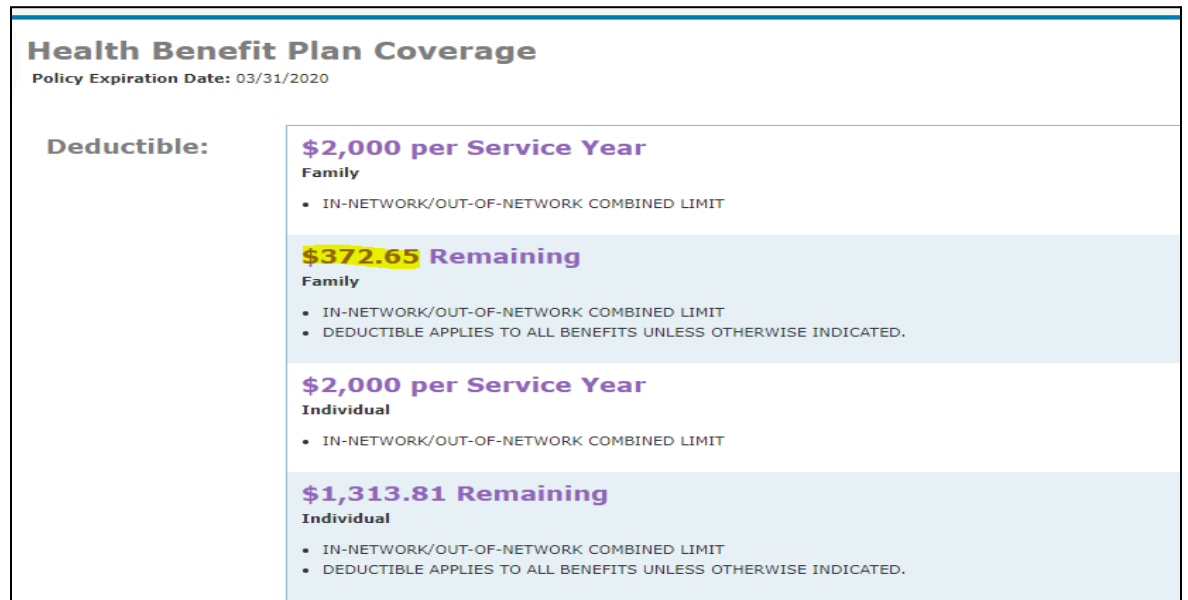 Health Benefit Plan Coverage
Policy Expiration Date: 03/31/2020
Deductible:
$2,000 per Service Year
Family
• IN-NETWORK/OUT-OF-NETWORK COMBINED LIMIT
$372.65 Remaining
Family
• IN-NETWORK/OUT-OF-NETWORK COMBINED LIMIT
• DEDUCTIBLE APPLIES TO ALL BENEFITS UNLESS OTHERWISE INDICATED.
$2,000 per Service Year
Individual
• IN-NETWORK/OUT-OF-NETWORK COMBINED LIMIT
$1,313.81 Remaining
Individual
• IN-NETWORK/OUT-OF-NETWORK COMBINED LIMIT
• DEDUCTIBLE APPLIES TO ALL BENEFITS UNLESS OTHERWISE INDICATED.